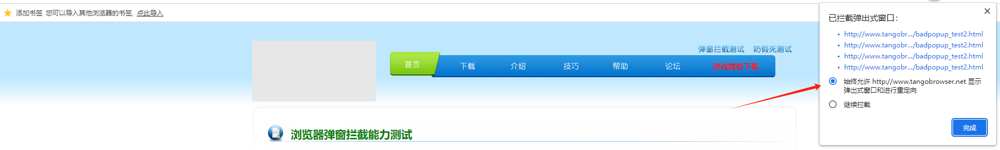 添加书签 您可以导入其他浏览器的书签, 点此导入
弹窗拦截测试 防假死测试
首页 下载 介绍 技巧 帮助 论坛 游戏辅助下载
浏览器弹窗拦截能力测试
已拦截弹出式窗口：
• http://www.tangobr.../badpopup_test2.html
• http://www.tangobr.../badpopup_test2.html
• http://www.tangobr.../badpopup_test2.html
• http://www.tangobr.../badpopup_test2.html
始终允许 http://www.tangobrowser.net 显示
弹出式窗口和进行重定向
继续拦截
完成